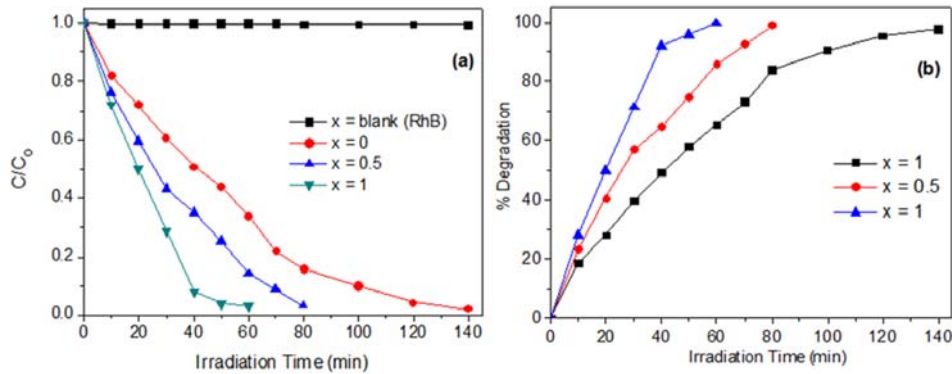 1.0
0.8
0.6
0.4
0.2
0.0
C/C₀
(a)
x = blank (RhB)
x = 0
x = 0.5
x = 1
0 20 40 60 80 100 120 140
Irradiation Time (min)
100
80
60
40
20
0
% Degradation
(b)
x = 1
x = 0.5
x = 1
0 20 40 60 80 100 120 140
Irradiation Time (min)